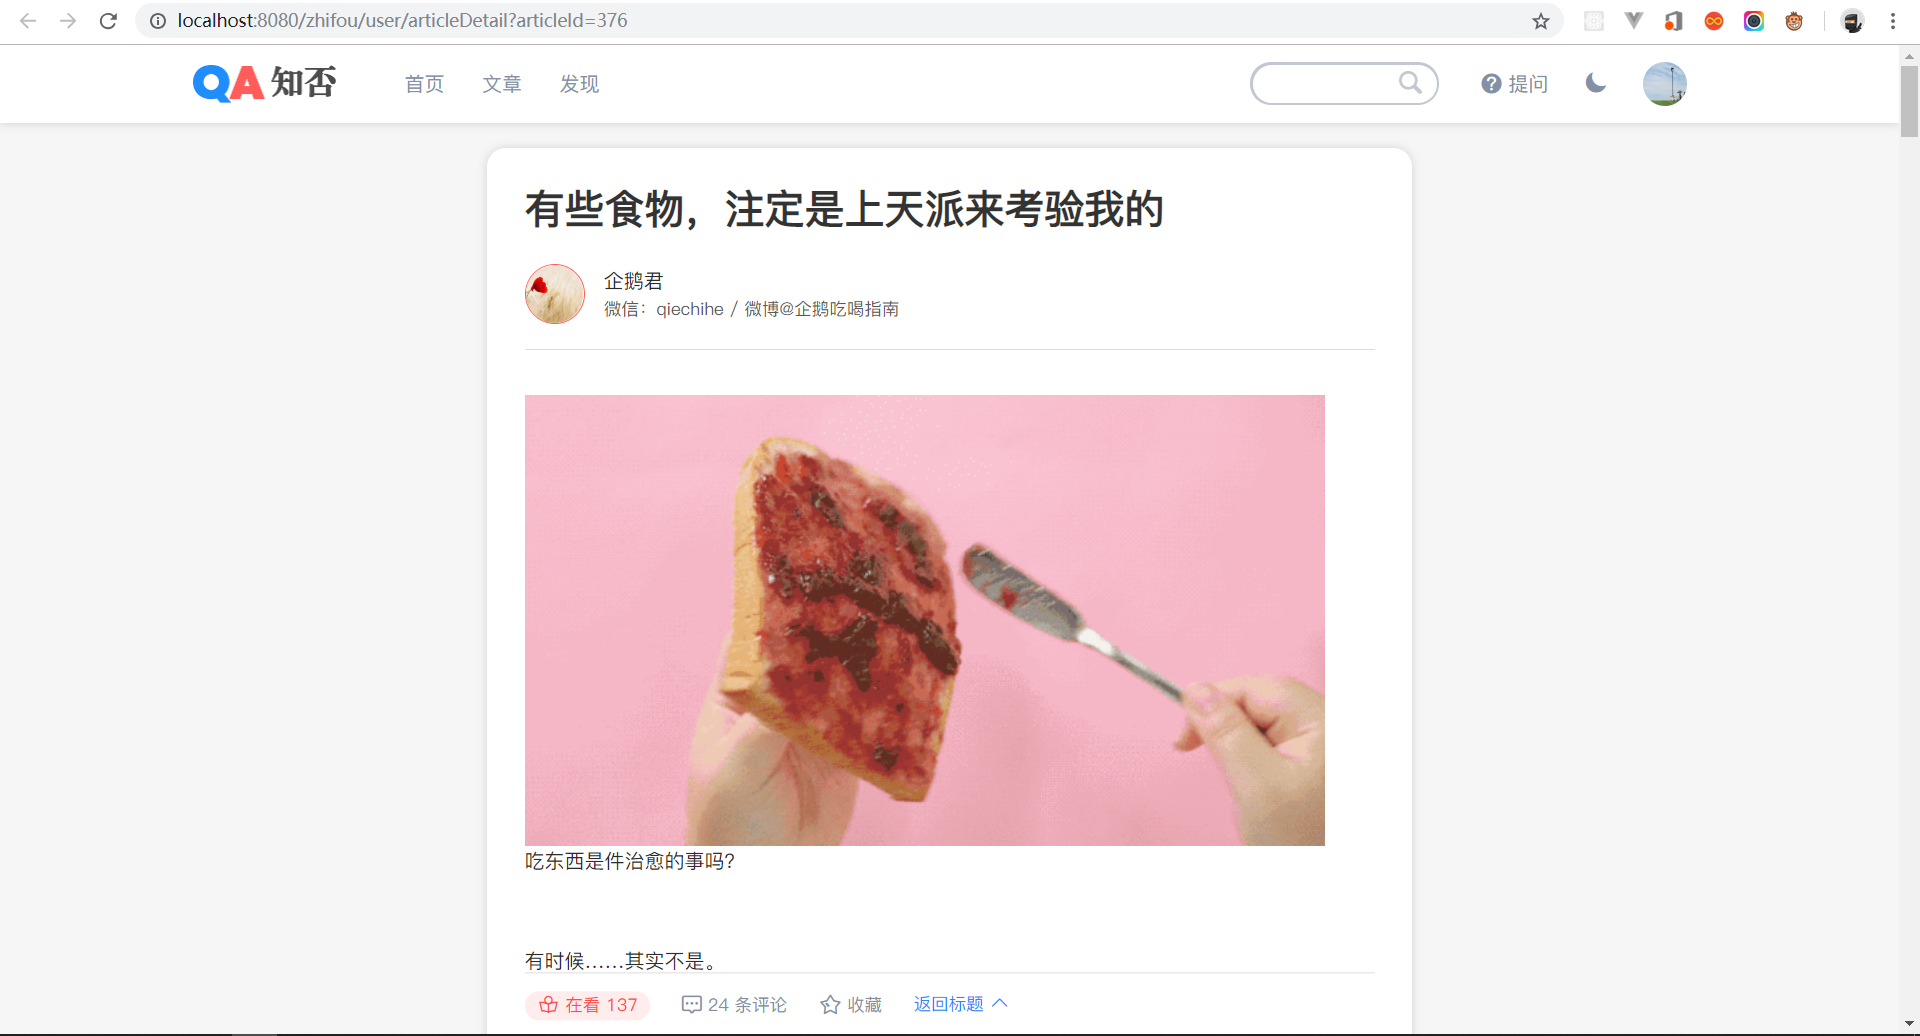 localhost:8080/zhifou/user/articleDetail?articleId=376
QA 知否
首页
文章
发现
提问
有些食物，注定是上天派来考验我的
企鹅君
微信：qiechihe / 微博@企鹅吃喝指南
吃东西是件治愈的事吗？
有时候……其实不是。
在看 137
24 条评论
收藏
返回标题